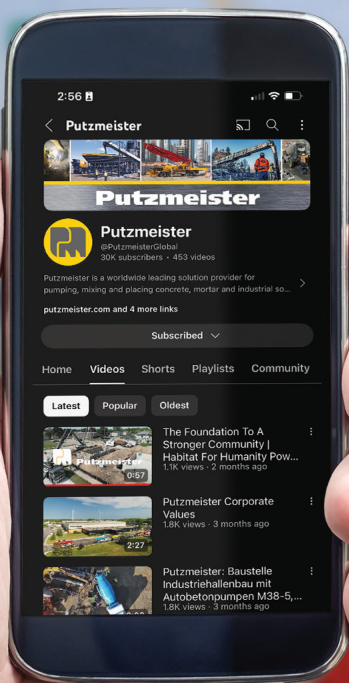 2:56
Putzmeister
Putzmeister
Putzmeister
@PutzmeisterGlobal
30K subscribers • 453 videos
Putzmeister is a worldwide leading solution provider for
pumping, mixing and placing concrete, mortar and industrial so...
putzmeister.com and 4 more links
Subscribed
Home Videos Shorts Playlists Community
Latest Popular Oldest
Putzmeister
0:57
The Foundation To A
Stronger Community |
Habitat For Humanity Pow...
1.1K views · 2 months ago
2:27
Putzmeister Corporate
Values
1.8K views · 3 months ago
Putzmeister: Baustelle
Industriehallenbau mit
Autobetonpumpen M38-5,...
1.8K views · 3 months ago